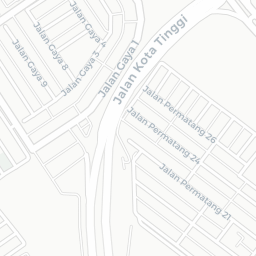 Jalan Gaya 1
Jalan Gaya 4
Jalan Gaya 3
Jalan Gaya 8
Jalan Gaya 9
Jalan Kota Tinggi
Jalan Permatang 26
Jalan Permatang 24
Jalan Permatang 21